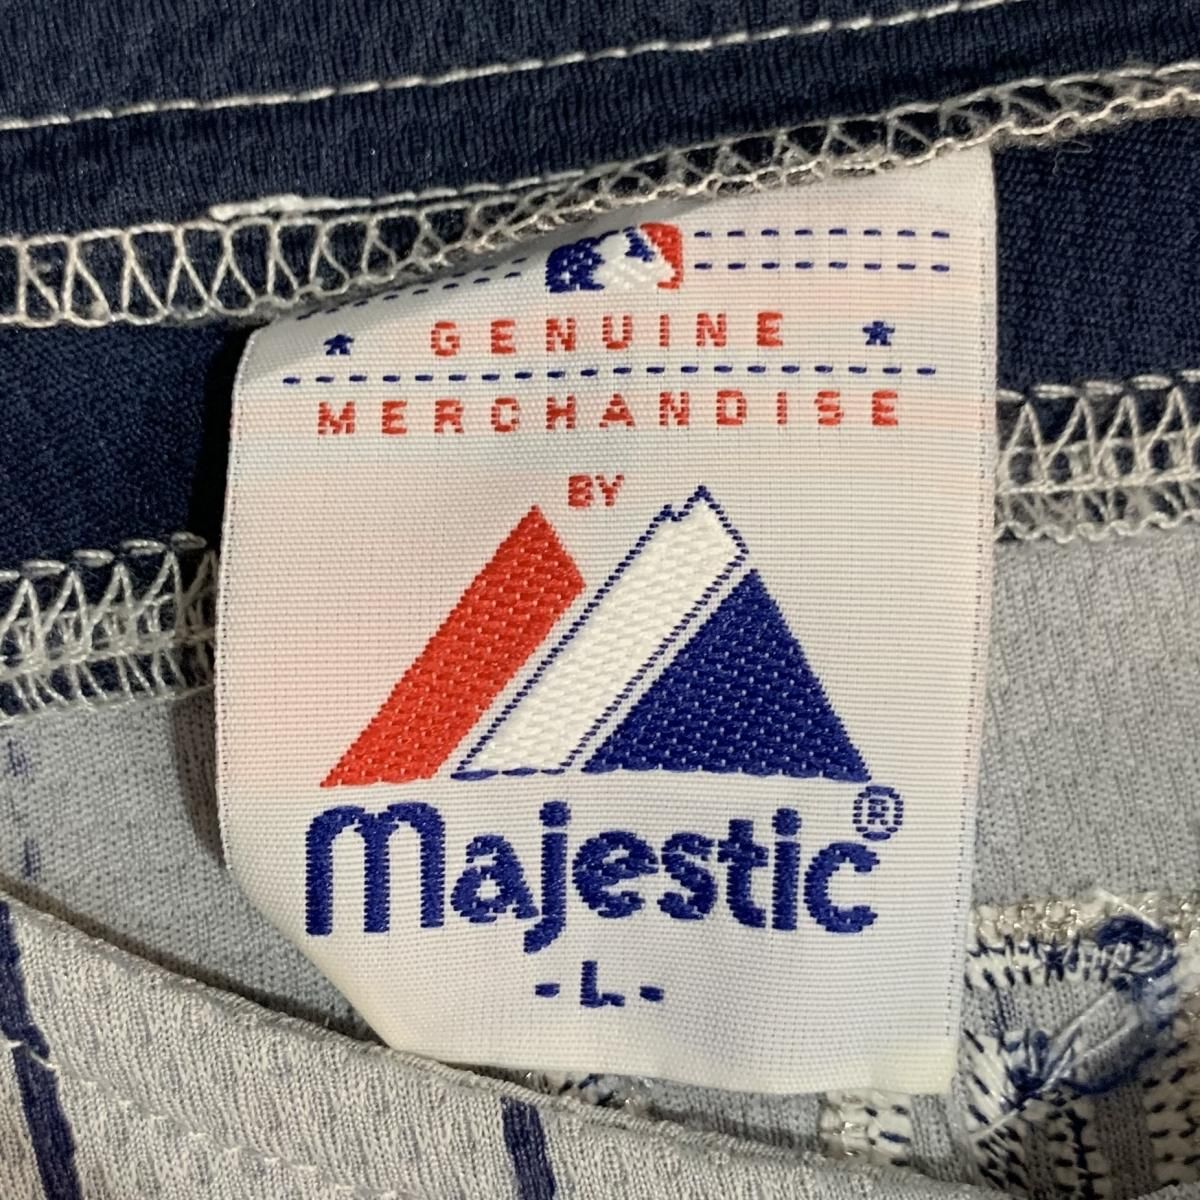 GENUINE
MERCHANDISE
BY
Majestic®
- L -